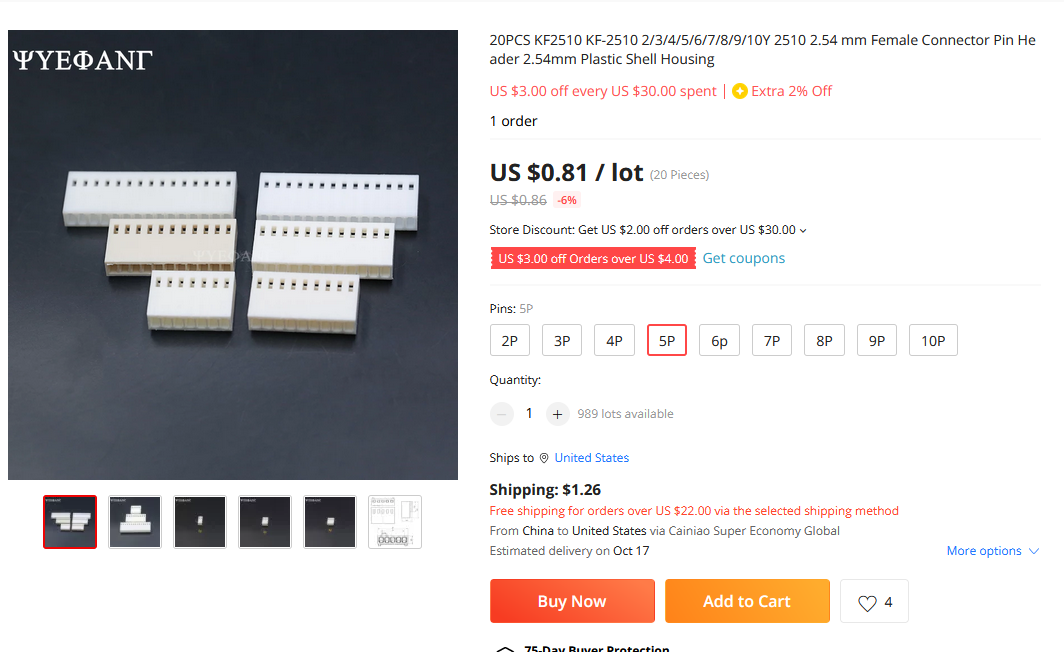 ΨYEΦANΓ
20PCS KF2510 KF-2510 2/3/4/5/6/7/8/9/10Y 2510 2.54 mm Female Connector Pin He
ader 2.54mm Plastic Shell Housing
US $3.00 off every US $30.00 spent | Extra 2% Off
1 order
US $0.81 / lot (20 Pieces)
US $0.86 -6%
Store Discount: Get US $2.00 off orders over US $30.00
US $3.00 off Orders over US $4.00 Get coupons
Pins: 5P
2P 3P 4P 5P 6p 7P 8P 9P 10P
Quantity:
1 989 lots available
Ships to United States
Shipping: $1.26
Free shipping for orders over US $22.00 via the selected shipping method
From China to United States via Cainiao Super Economy Global
Estimated delivery on Oct 17 More options
Buy Now Add to Cart 4
75-Day Buyer Protection